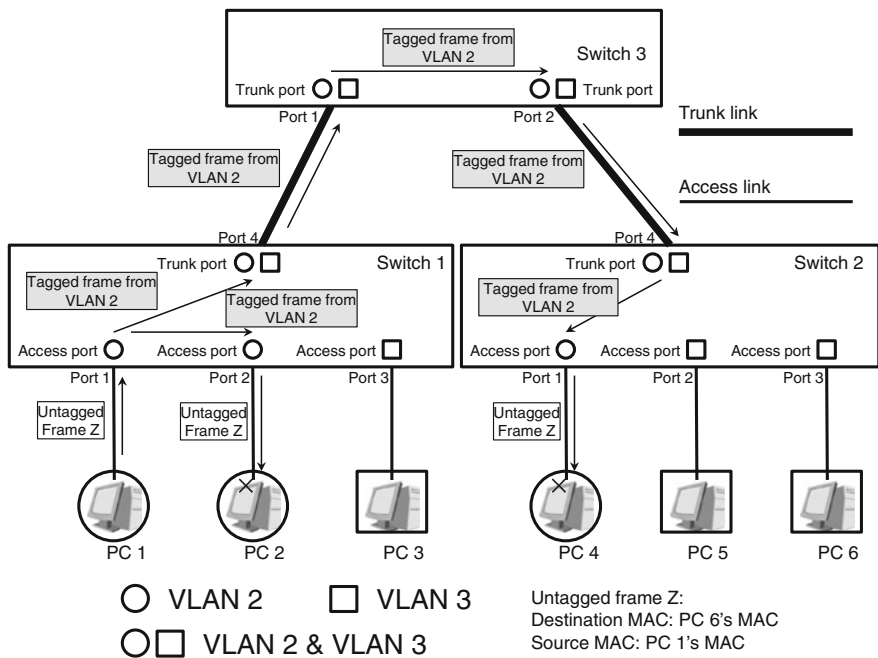 Tagged frame from
VLAN 2
Switch 3
Trunk port
Trunk port
Port 1
Port 2
Trunk link
Tagged frame from
VLAN 2
Tagged frame from
VLAN 2
Access link
Port 4
Port 4
Trunk port
Switch 1
Trunk port
Switch 2
Tagged frame from
VLAN 2
Tagged frame from
VLAN 2
Tagged frame from
VLAN 2
Access port
Access port
Access port
Access port
Access port
Access port
Port 1
Port 2
Port 3
Port 1
Port 2
Port 3
Untagged
Frame Z
Untagged
Frame Z
Untagged
Frame Z
PC 1
PC 2
PC 3
PC 4
PC 5
PC 6
VLAN 2
VLAN 3
VLAN 2 & VLAN 3
Untagged frame Z:
Destination MAC: PC 6's MAC
Source MAC: PC 1's MAC